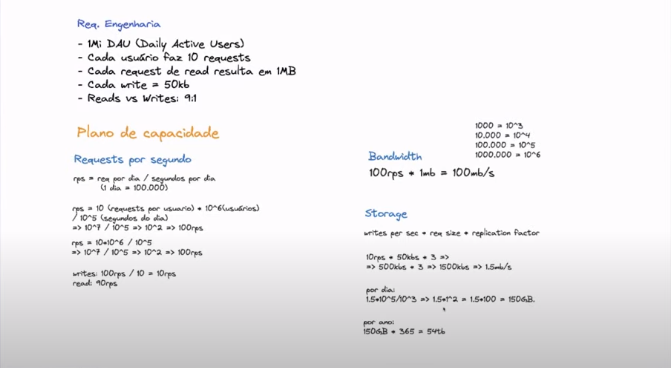 Req. Engenharia
- 1Mi DAU (Daily Active Users)
- Cada usuário faz 10 requests
- Cada request de read resulta em 1MB
- Cada write = 50kb
- Reads vs Writes: 9:1
Plano de capacidade
Requests por segundo
rps = req por dia / segundos por dia
(1 dia = 100.000)
rps = 10 (requests por usuario) * 10^6(usuários)
/ 10^5 (segundos do dia)
=> 10^7 / 10^5 => 10^2 => 100rps
rps = 10*10^6 / 10^5
=> 10^7 / 10^5 => 10^2 => 100rps
writes: 100rps / 10 = 10rps
read: 90rps
1000 = 10^3
10.000 = 10^4
100.000 = 10^5
1000.000 = 10^6
Bandwidth
100rps * 1mb = 100mb/s
Storage
writes per sec * req size * replication factor
10rps * 50kbs * 3 =>
=> 500kbs * 3 => 1500kbs => 1.5mb/s
por dia:
1.5*10^5/10^3 => 1.5*1^2 = 1.5*100 = 150GB.
por ano:
150GB * 365 = 54tb